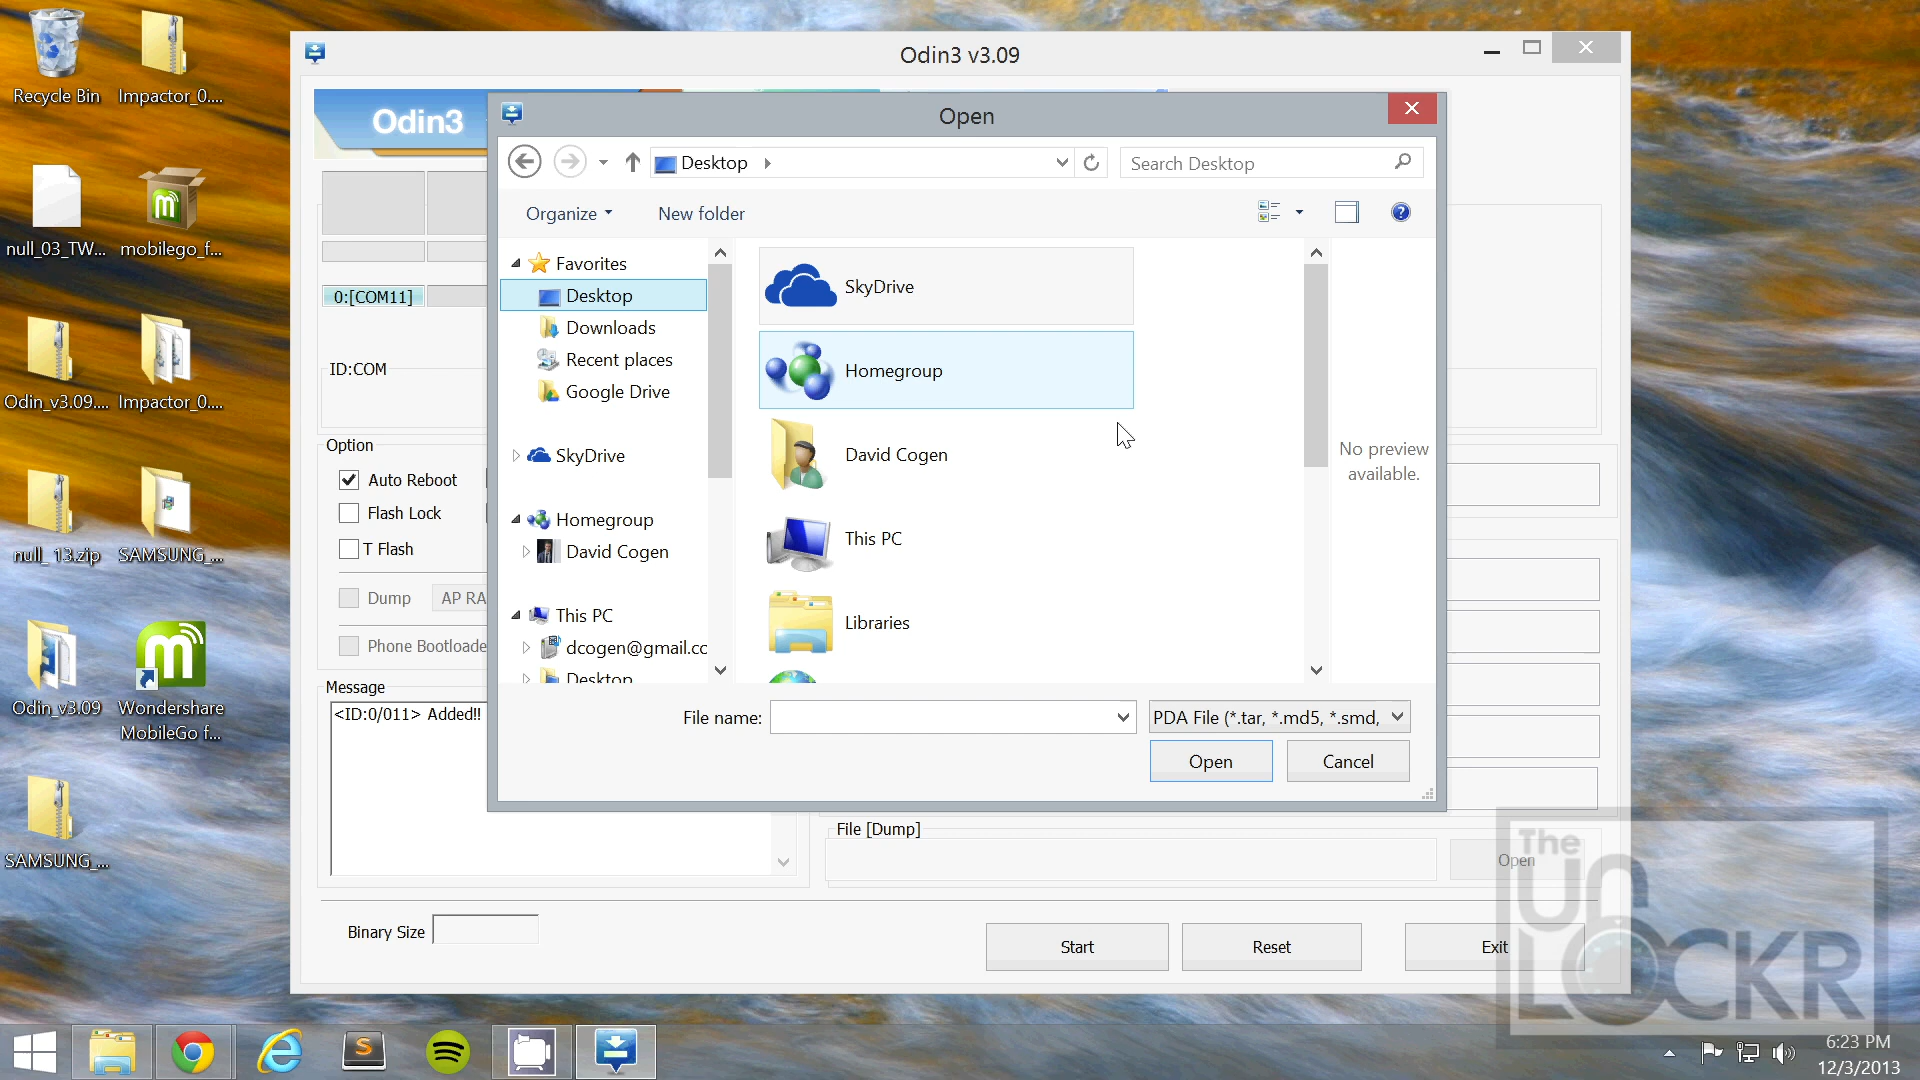 Recycle Bin
Impactor_0....
null_03_TW...
mobilego_f...
Odin_v3.09....
Impactor_0....
null_ 13.zip
SAMSUNG_...
Odin_v3.09
Wondershare
MobileGo f...
SAMSUNG_...
Odin3 v3.09
Odin3
0:[COM11]
ID:COM
Option
Auto Reboot
Flash Lock
T Flash
Dump
AP RA
Phone Bootloade
Message
<ID:0/011> Added!!
Binary Size
Open
Desktop
Search Desktop
Organize
New folder
Favorites
Desktop
Downloads
Recent places
Google Drive
SkyDrive
Homegroup
David Cogen
This PC
dcogen@gmail.cc
Desktop
SkyDrive
Homegroup
David Cogen
This PC
Libraries
No preview
available.
File name:
PDA File (*.tar, *.md5, *.smd,
Open
Cancel
File [Dump]
Open
Start
Reset
Exit
The
UN
LOCKR
6:23 PM
12/3/2013